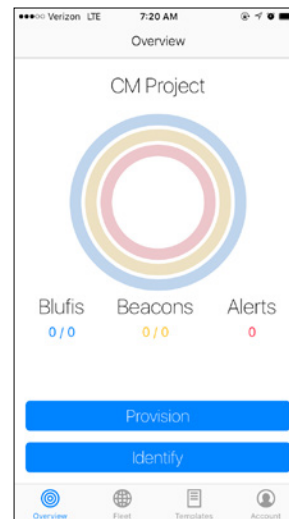 Verizon LTE 7:20 AM
Overview
CM Project
Blufis Beacons Alerts
0 / 0 0 / 0 0
Provision
Identify
Overview Fleet Templates Account